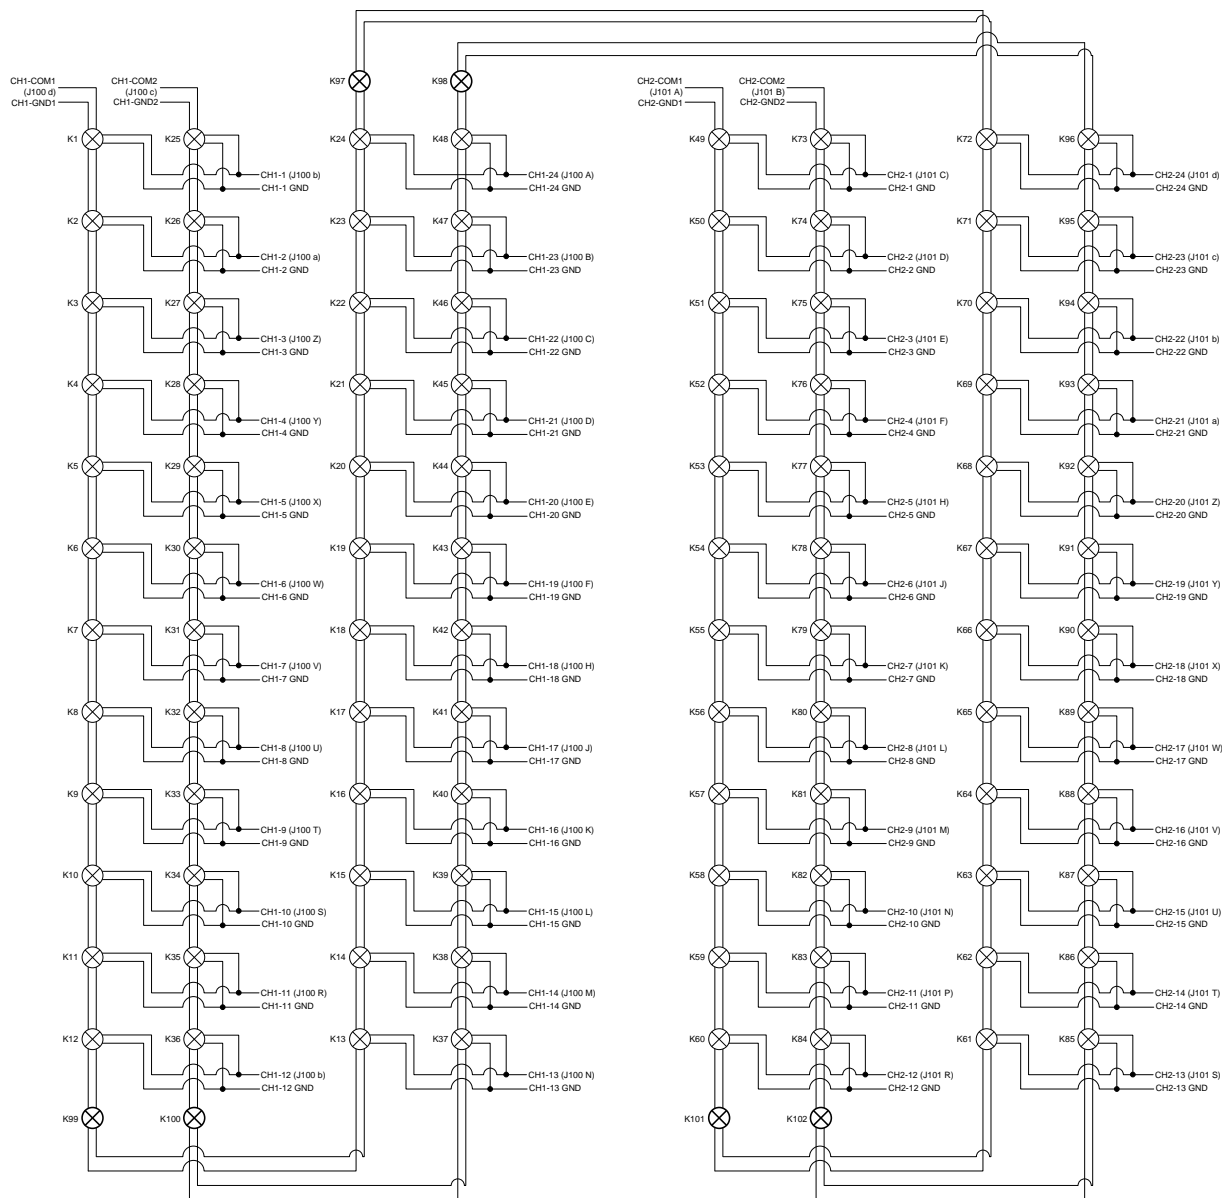 K97 K98
CH1-COM1 CH1-COM2 CH2-COM1 CH2-COM2
(J100 d) (J100 c) (J101 A) (J101 B)
CH1-GND1 CH1-GND2 CH2-GND1 CH2-GND2
K1 K25 K24 K48 K49 K73 K72 K96
CH1-1 (J100 b) CH1-24 (J100 A) CH2-1 (J101 C) CH2-24 (J101 d)
CH1-1 GND CH1-24 GND CH2-1 GND CH2-24 GND
K2 K26 K23 K47 K50 K74 K71 K95
CH1-2 (J100 a) CH1-23 (J100 B) CH2-2 (J101 D) CH2-23 (J101 c)
CH1-2 GND CH1-23 GND CH2-2 GND CH2-23 GND
K3 K27 K22 K46 K51 K75 K70 K94
CH1-3 (J100 Z) CH1-22 (J100 C) CH2-3 (J101 E) CH2-22 (J101 b)
CH1-3 GND CH1-22 GND CH2-3 GND CH2-22 GND
K4 K28 K21 K45 K52 K76 K69 K93
CH1-4 (J100 Y) CH1-21 (J100 D) CH2-4 (J101 F) CH2-21 (J101 a)
CH1-4 GND CH1-21 GND CH2-4 GND CH2-21 GND
K5 K29 K20 K44 K53 K77 K68 K92
CH1-5 (J100 X) CH1-20 (J100 E) CH2-5 (J101 H) CH2-20 (J101 Z)
CH1-5 GND CH1-20 GND CH2-5 GND CH2-20 GND
K6 K30 K19 K43 K54 K78 K67 K91
CH1-6 (J100 W) CH1-19 (J100 F) CH2-6 (J101 J) CH2-19 (J101 Y)
CH1-6 GND CH1-19 GND CH2-6 GND CH2-19 GND
K7 K31 K18 K42 K55 K79 K66 K90
CH1-7 (J100 V) CH1-18 (J100 H) CH2-7 (J101 K) CH2-18 (J101 X)
CH1-7 GND CH1-18 GND CH2-7 GND CH2-18 GND
K8 K32 K17 K41 K56 K80 K65 K89
CH1-8 (J100 U) CH1-17 (J100 J) CH2-8 (J101 L) CH2-17 (J101 W)
CH1-8 GND CH1-17 GND CH2-8 GND CH2-17 GND
K9 K33 K16 K40 K57 K81 K64 K88
CH1-9 (J100 T) CH1-16 (J100 K) CH2-9 (J101 M) CH2-16 (J101 V)
CH1-9 GND CH1-16 GND CH2-9 GND CH2-16 GND
K10 K34 K15 K39 K58 K82 K63 K87
CH1-10 (J100 S) CH1-15 (J100 L) CH2-10 (J101 N) CH2-15 (J101 U)
CH1-10 GND CH1-15 GND CH2-10 GND CH2-15 GND
K11 K35 K14 K38 K59 K83 K62 K86
CH1-11 (J100 R) CH1-14 (J100 M) CH2-11 (J101 P) CH2-14 (J101 T)
CH1-11 GND CH1-14 GND CH2-11 GND CH2-14 GND
K12 K36 K13 K37 K60 K84 K61 K85
CH1-12 (J100 b) CH1-13 (J100 N) CH2-12 (J101 R) CH2-13 (J101 S)
CH1-12 GND CH1-13 GND CH2-12 GND CH2-13 GND
K99 K100 K101 K102